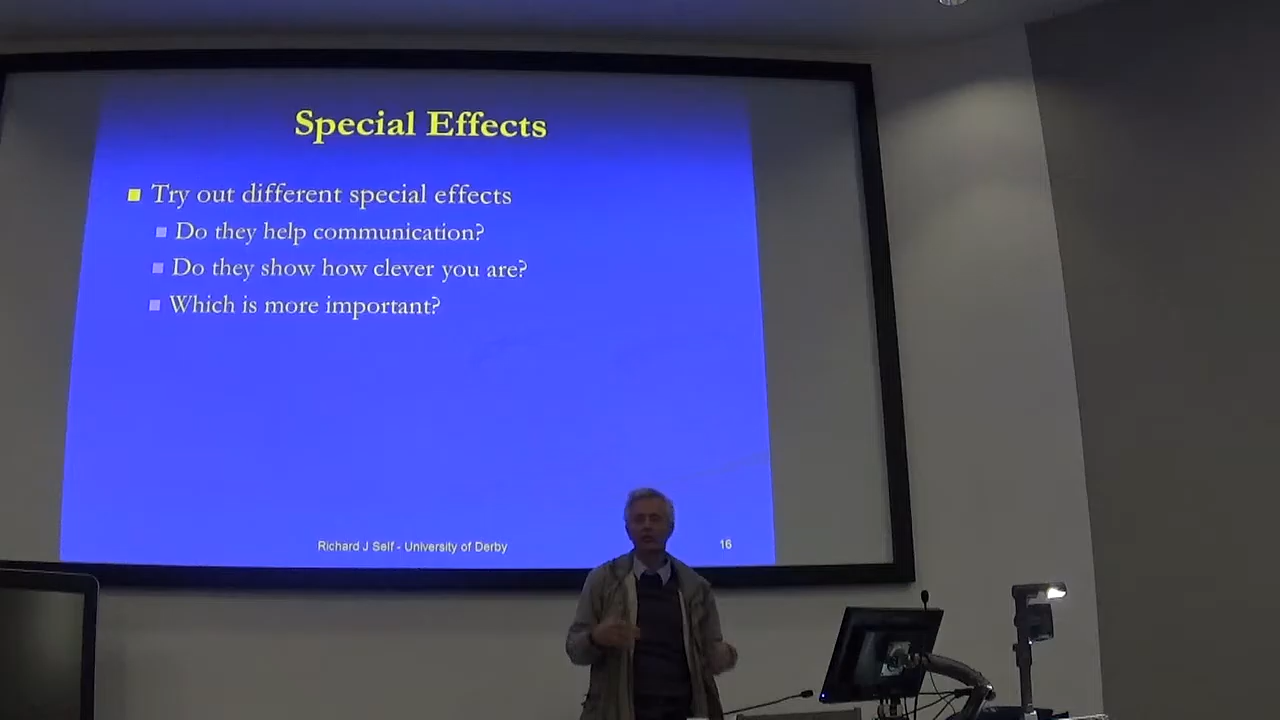 Special Effects
Try out different special effects
Do they help communication?
Do they show how clever you are?
Which is more important?
Richard J Self - University of Derby
16